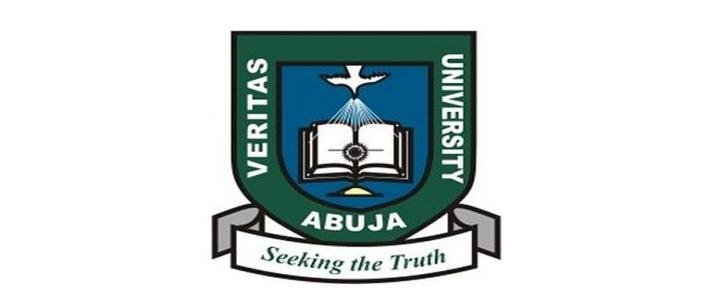 VERITAS
UNIVERSITY
ABUJA
Seeking the Truth